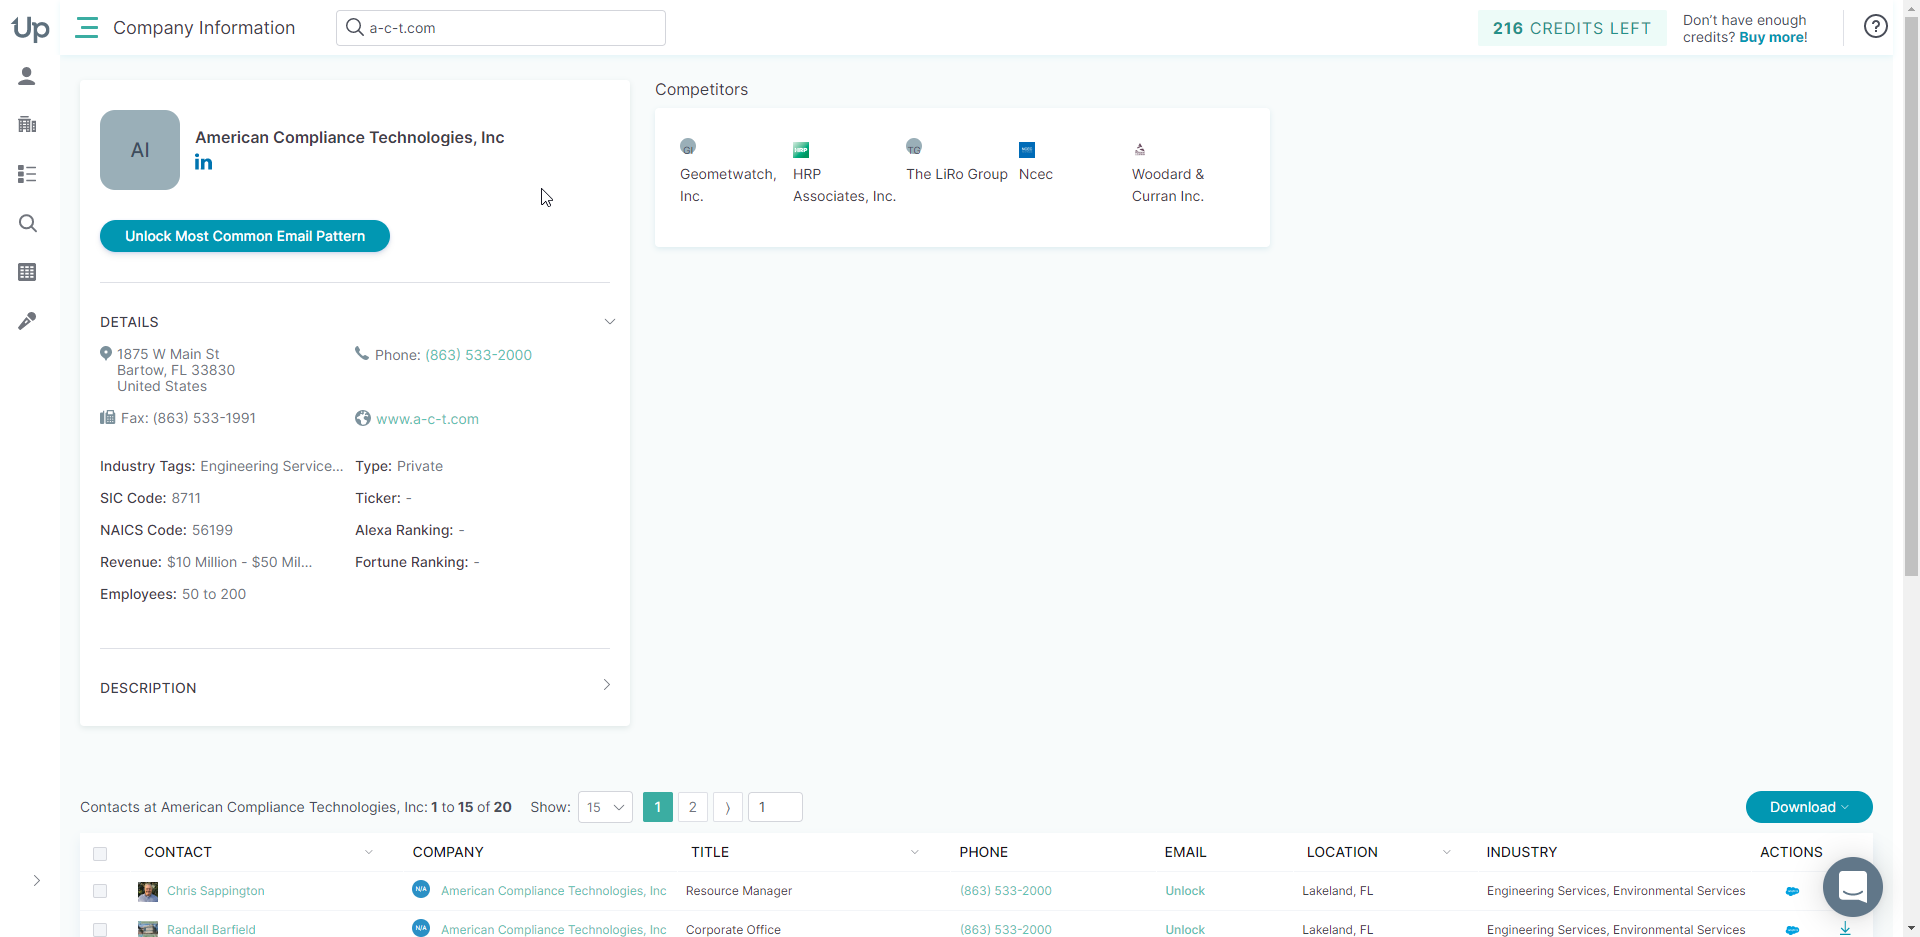 Up
Company Information
a-c-t.com
216 CREDITS LEFT
Don't have enough
credits? Buy more!
AI
American Compliance Technologies, Inc
in
Unlock Most Common Email Pattern
DETAILS
1875 W Main St
Bartow, FL 33830
United States
Phone: (863) 533-2000
Fax: (863) 533-1991
www.a-c-t.com
Industry Tags: Engineering Service...
Type: Private
SIC Code: 8711
Ticker: -
NAICS Code: 56199
Alexa Ranking: -
Revenue: $10 Million - $50 Mil...
Fortune Ranking: -
Employees: 50 to 200
DESCRIPTION
Competitors
GI
Geometwatch,
Inc.
HRP
HRP
Associates, Inc.
TG
The LiRo Group
Ncec
Woodard &
Curran Inc.
Contacts at American Compliance Technologies, Inc: 1 to 15 of 20
Show:
15
1
2
1
Download
CONTACT COMPANY TITLE PHONE EMAIL LOCATION INDUSTRY ACTIONS
Chris Sappington N/A American Compliance Technologies, Inc Resource Manager (863) 533-2000 Unlock Lakeland, FL Engineering Services, Environmental Services
Randall Barfield N/A American Compliance Technologies, Inc Corporate Office (863) 533-2000 Unlock Lakeland, FL Engineering Services, Environmental Services